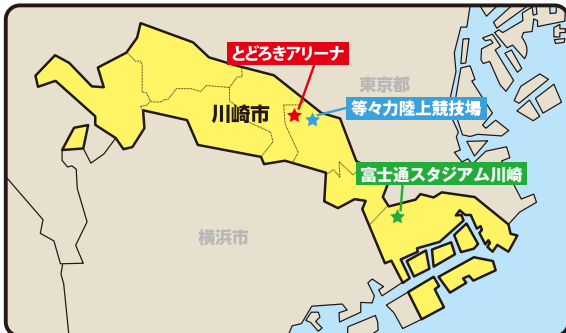 とどろきアリーナ
東京都
等々力陸上競技場
川崎市
富士通スタジアム川崎
横浜市